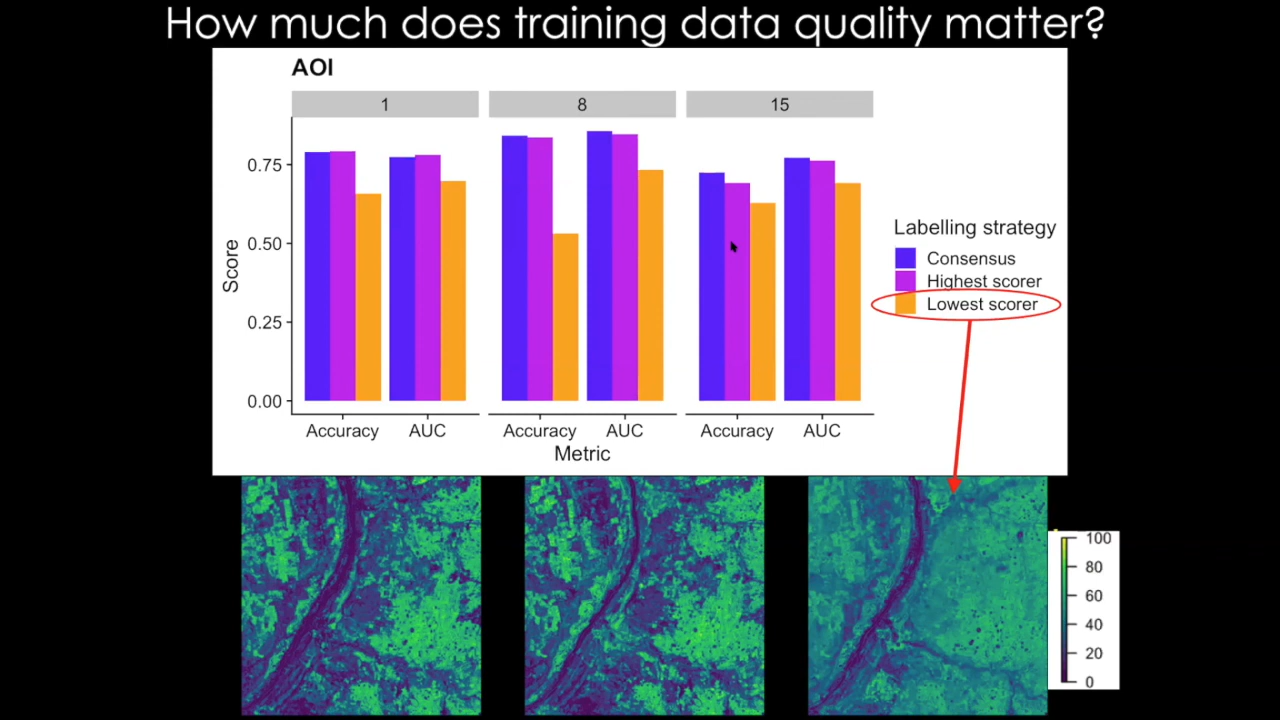 How much does training data quality matter?
AOI
1
8
15
0.75
0.50
0.25
0.00
Score
Accuracy AUC
Accuracy AUC
Accuracy AUC
Metric
Labelling strategy
Consensus
Highest scorer
Lowest scorer
100
80
60
40
20
0